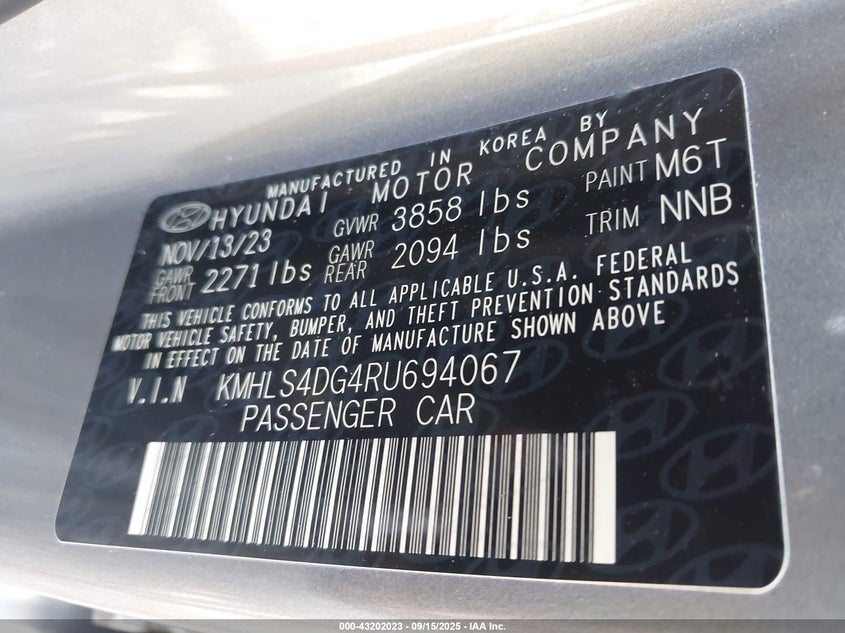 MANUFACTURED IN KOREA BY
HYUNDAI MOTOR COMPANY
NOV/13/23 GVWR 3858 lbs PAINT M6T
GAWR FRONT 2271 lbs GAWR REAR 2094 lbs TRIM NNB
THIS VEHICLE CONFORMS TO ALL APPLICABLE U.S.A. FEDERAL
MOTOR VEHICLE SAFETY, BUMPER, AND THEFT PREVENTION STANDARDS
IN EFFECT ON THE DATE OF MANUFACTURE SHOWN ABOVE
V.I.N KMHLS4DG4RU694067
PASSENGER CAR
000-43202023 - 09/15/2025 - IAA Inc.